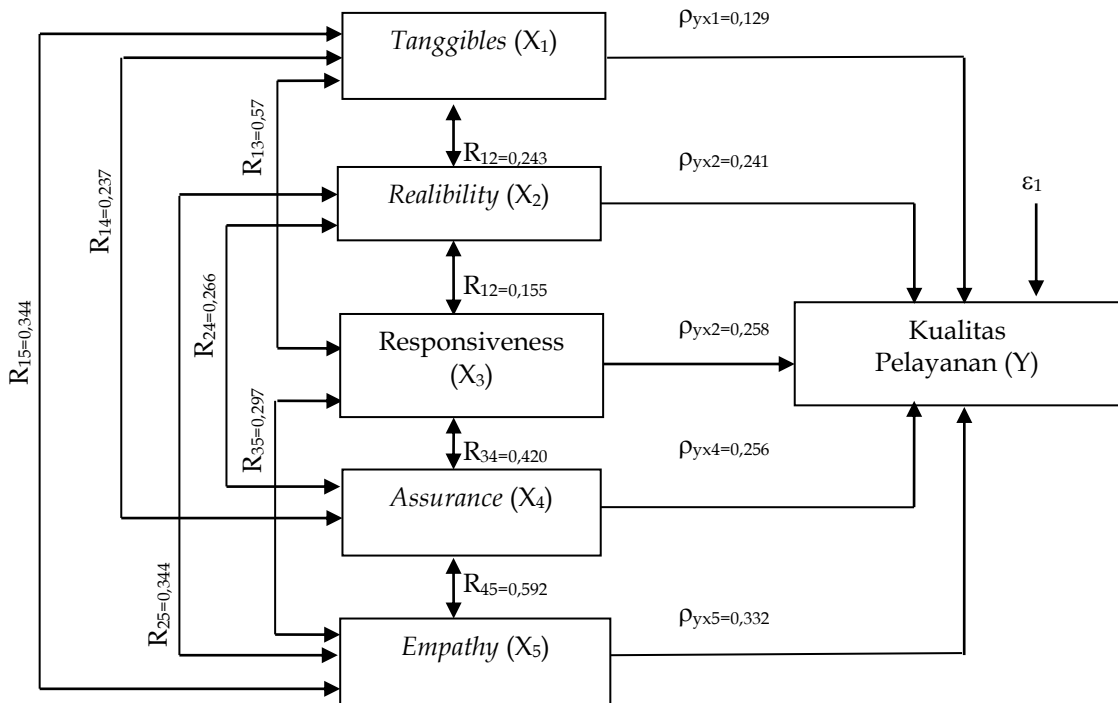 ρyx1=0,129
Tanggibles (X1)
R13=0,57
R12=0,243
ρyx2=0,241
R14=0,237
Realibility (X2)
ε1
R12=0,155
R24=0,266
R15=0,344
Responsiveness
(X3)
ρyx2=0,258
Kualitas
Pelayanan (Y)
R35=0,297
R34=0,420
ρyx4=0,256
Assurance (X4)
R45=0,592
R25=0,344
ρyx5=0,332
Empathy (X5)